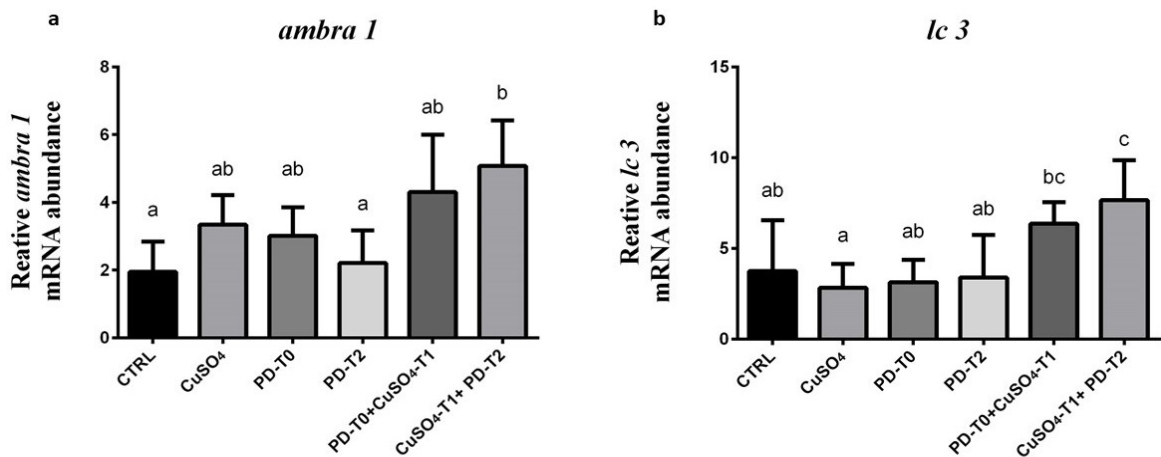 a
ambra 1
Reative ambra 1
mRNA abundance
8
6
4
2
0
a
ab
ab
a
ab
b
CTRL
CuSO₄
PD-T0
PD-T2
PD-T0+CuSO₄-T1
CuSO₄-T1+ PD-T2
b
lc 3
Reative lc 3
mRNA abundance
15
10
5
0
ab
a
ab
ab
bc
c
CTRL
CuSO₄
PD-T0
PD-T2
PD-T0+CuSO₄-T1
CuSO₄-T1+ PD-T2